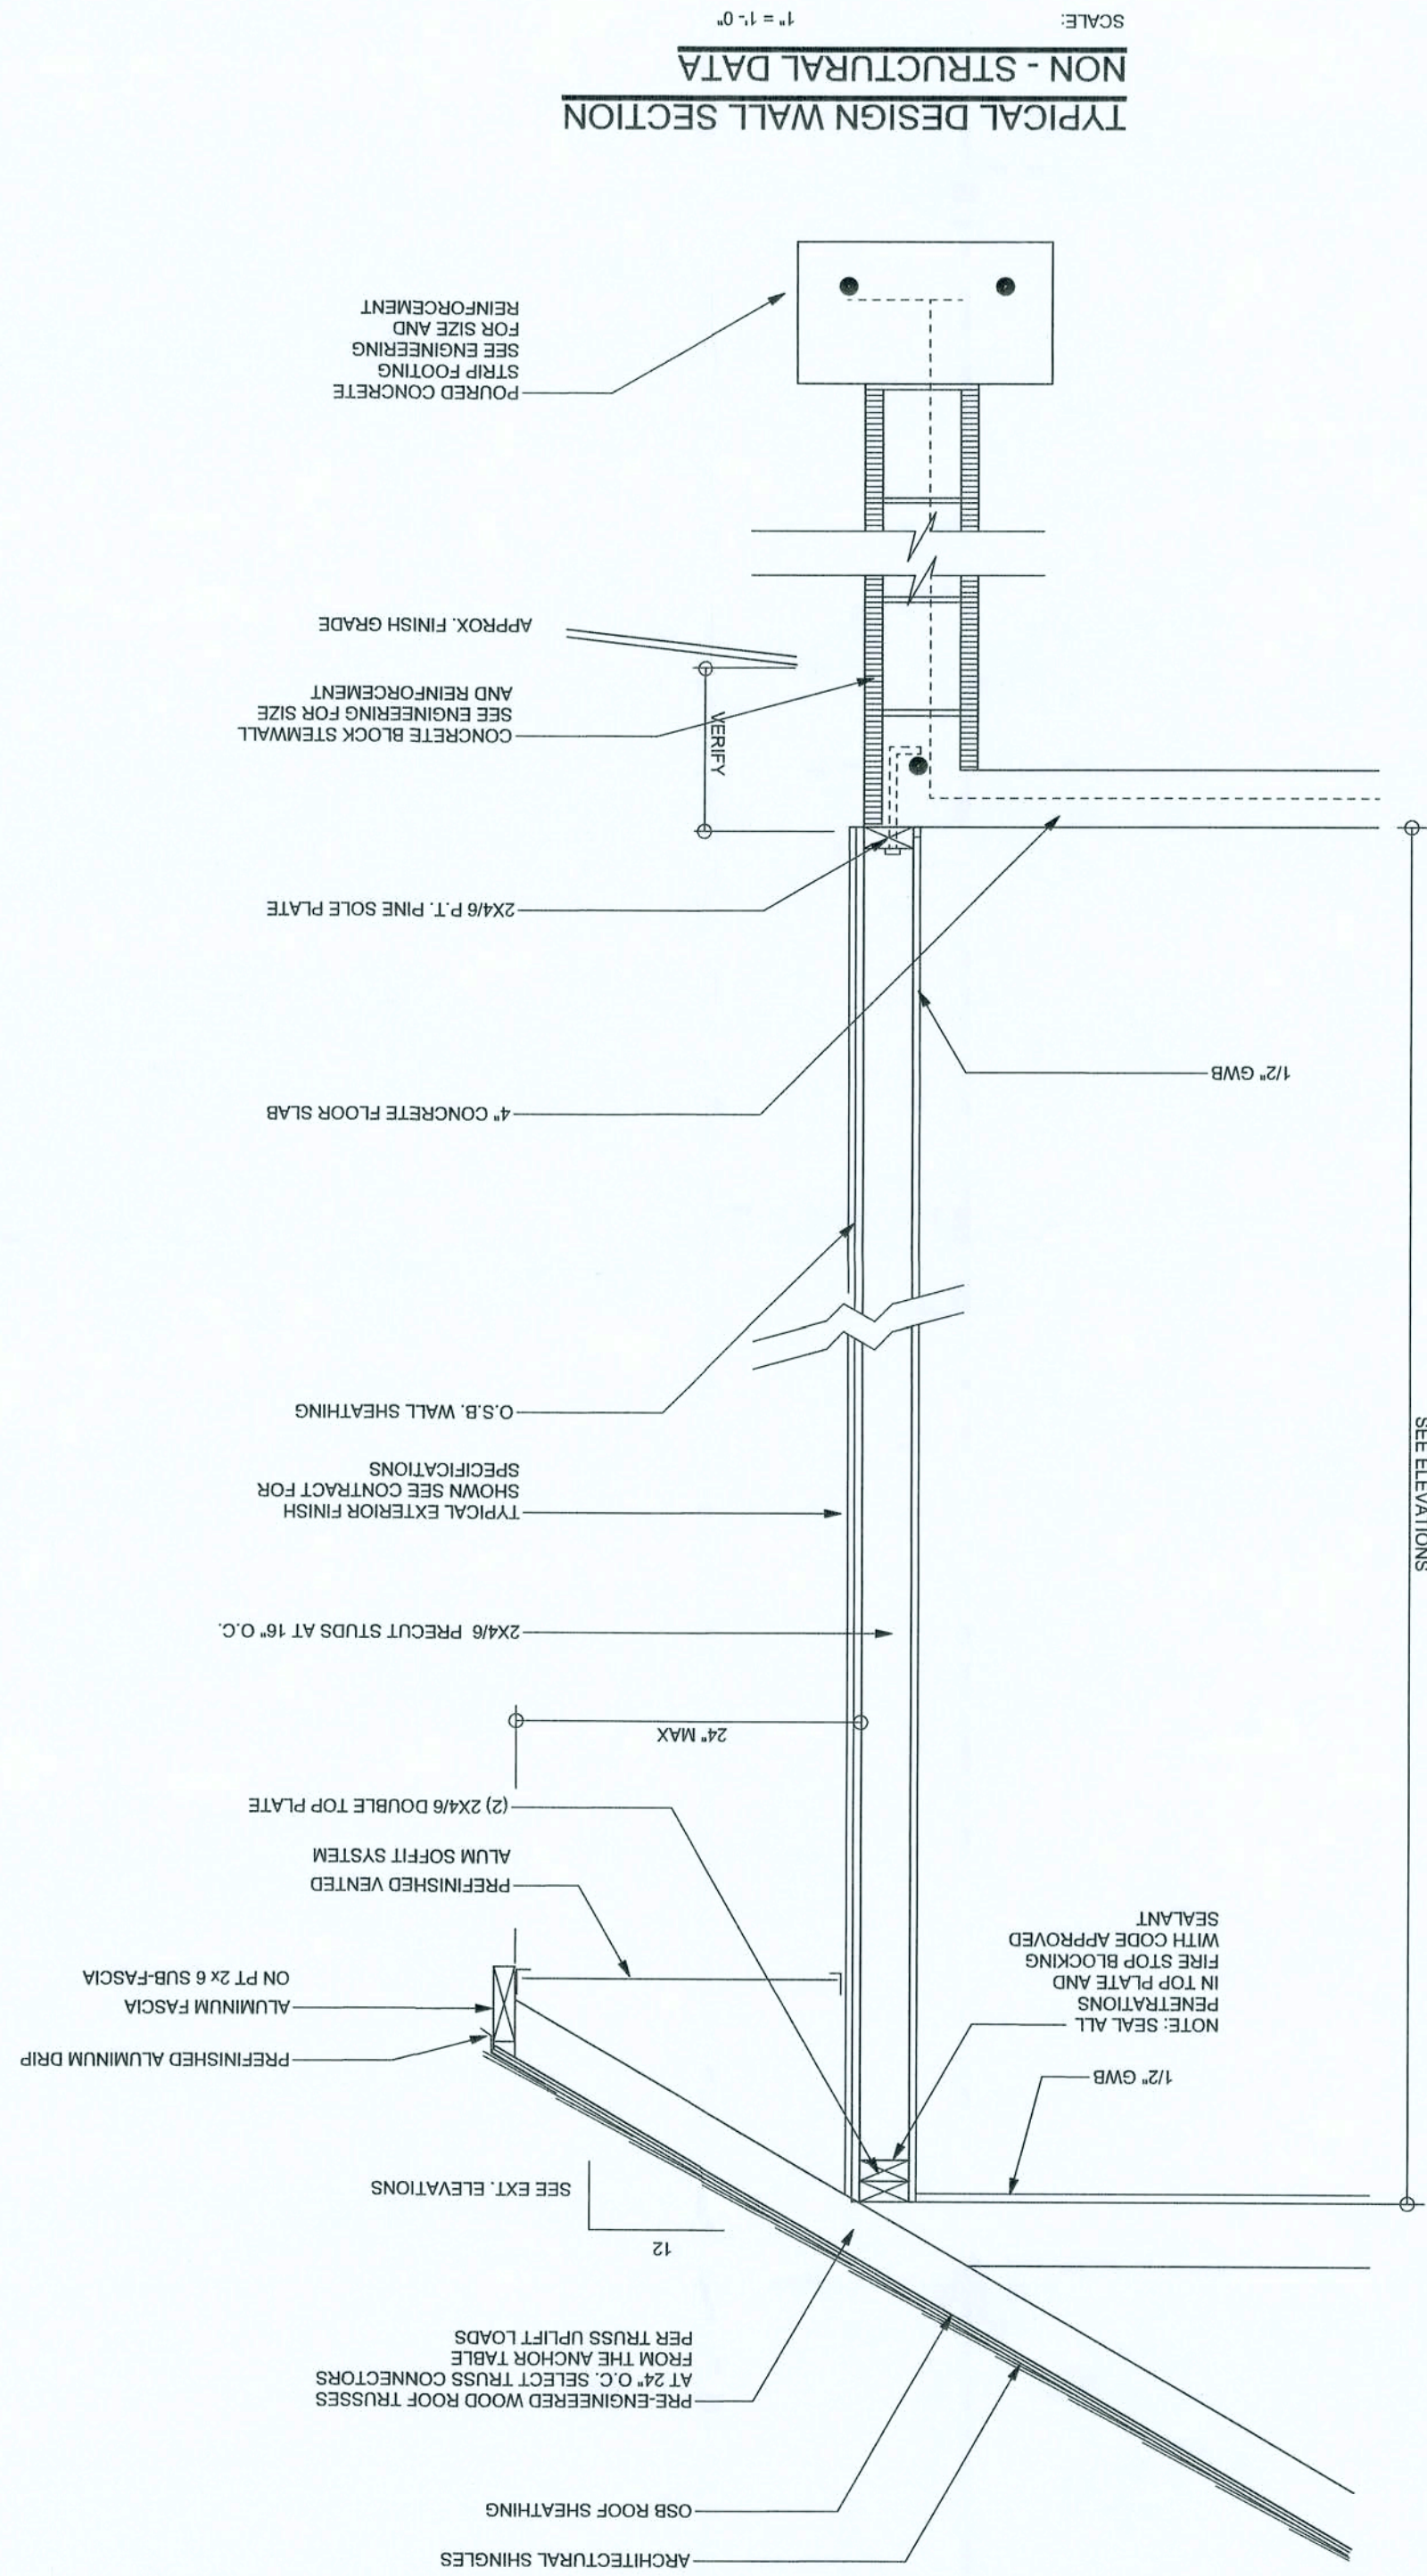 ARCHITECTURAL SHINGLES
OSB ROOF SHEATHING
PRE-ENGINEERED WOOD ROOF TRUSSES
AT 24" O.C. SELECT TRUSS CONNECTORS
FROM THE ANCHOR TABLE
PER TRUSS UPLIFT LOADS
12
SEE EXT. ELEVATIONS
1/2" GWB
PREFINISHED ALUMINUM DRIP
NOTE: SEAL ALL
PENETRATIONS
IN TOP PLATE AND
FIRE STOP BLOCKING
WITH CODE APPROVED
SEALANT
ALUMINUM FASCIA
ON PT 2x 6 SUB-FASCIA
PREFINISHED VENTED
ALUM SOFFIT SYSTEM
(2) 2X4/6 DOUBLE TOP PLATE
24" MAX
2X4/6 PRECUT STUDS AT 16" O.C.
TYPICAL EXTERIOR FINISH
SHOWN SEE CONTRACT FOR
SPECIFICATIONS
SEE ELEVATIONS
O.S.B. WALL SHEATHING
4" CONCRETE FLOOR SLAB
1/2" GWB
2X4/6 P.T. PINE SOLE PLATE
VERIFY
CONCRETE BLOCK STEMWALL
SEE ENGINEERING FOR SIZE
AND REINFORCEMENT
APPROX. FINISH GRADE
POURED CONCRETE
STRIP FOOTING
SEE ENGINEERING
FOR SIZE AND
REINFORCEMENT
TYPICAL DESIGN WALL SECTION
NON - STRUCTURAL DATA
SCALE: 1" = 1'- 0"